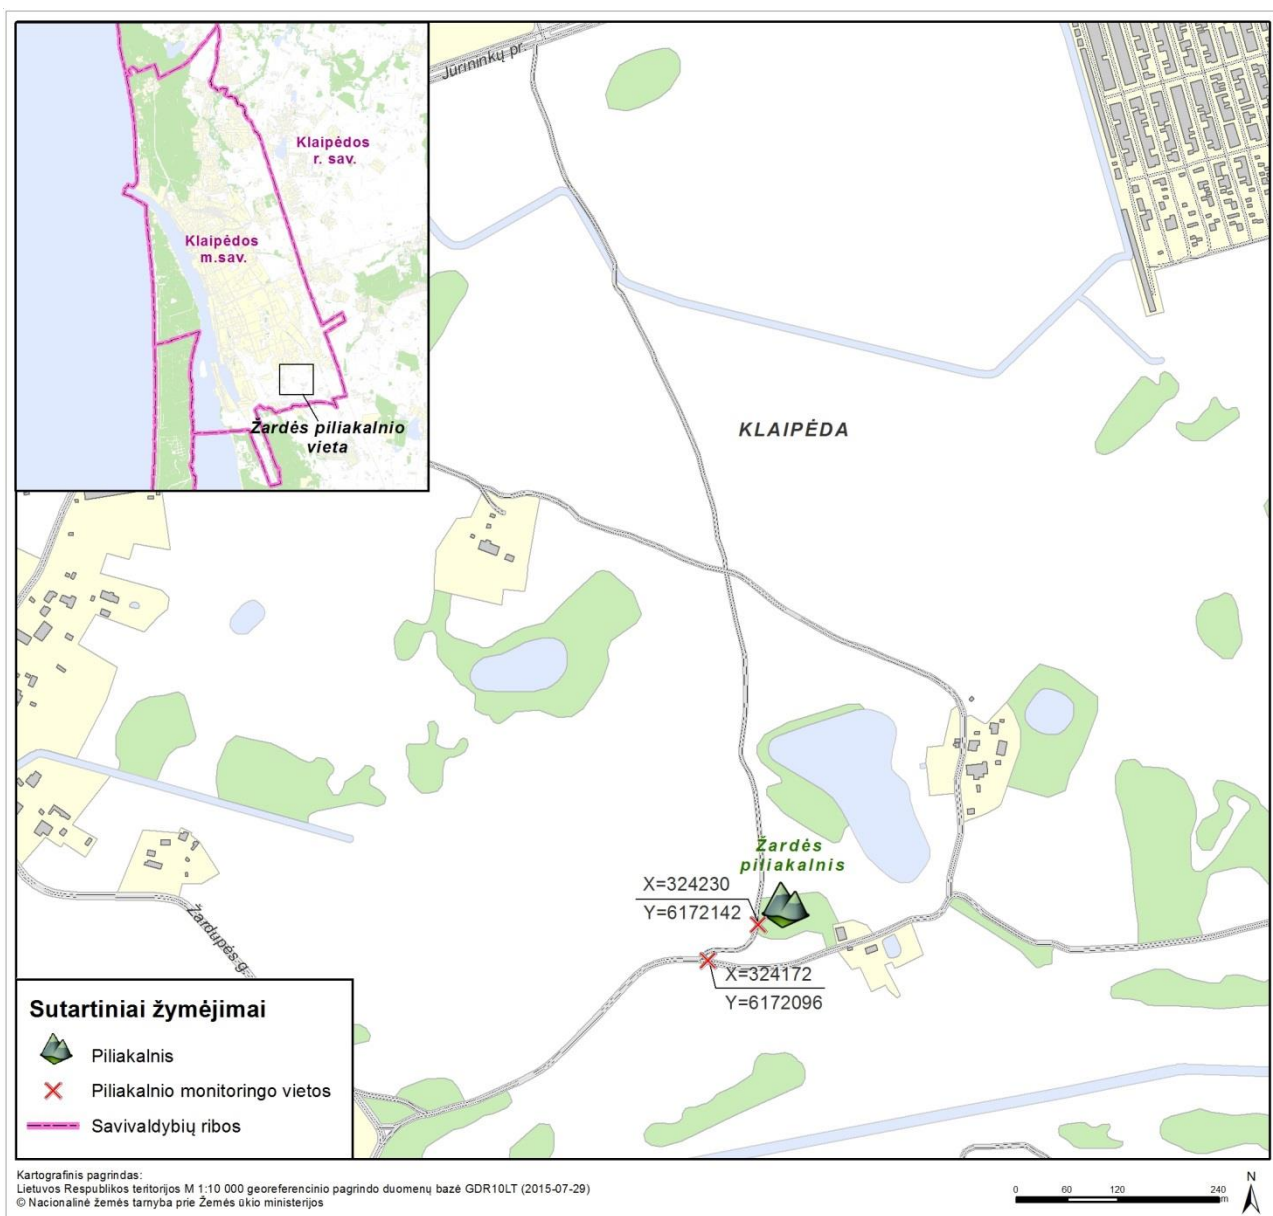 Jūrininkų pr.
Klaipėdos
r. sav.
Klaipėdos
m.sav.
Žardės piliakalnio
vieta
KLAIPĖDA
Žardės
piliakalnis
X=324230
Y=6172142
X=324172
Y=6172096
Žardupės g.
Sutartiniai žymėjimai
Piliakalnis
Piliakalnio monitoringo vietos
Savivaldybių ribos
Kartografinis pagrindas:
Lietuvos Respublikos teritorijos M 1:10 000 georeferencinio pagrindo duomenų bazė GDR10LT (2015-07-29)
© Nacionalinė žemės tarnyba prie Žemės ūkio ministerijos
0 60 120 240
m
N